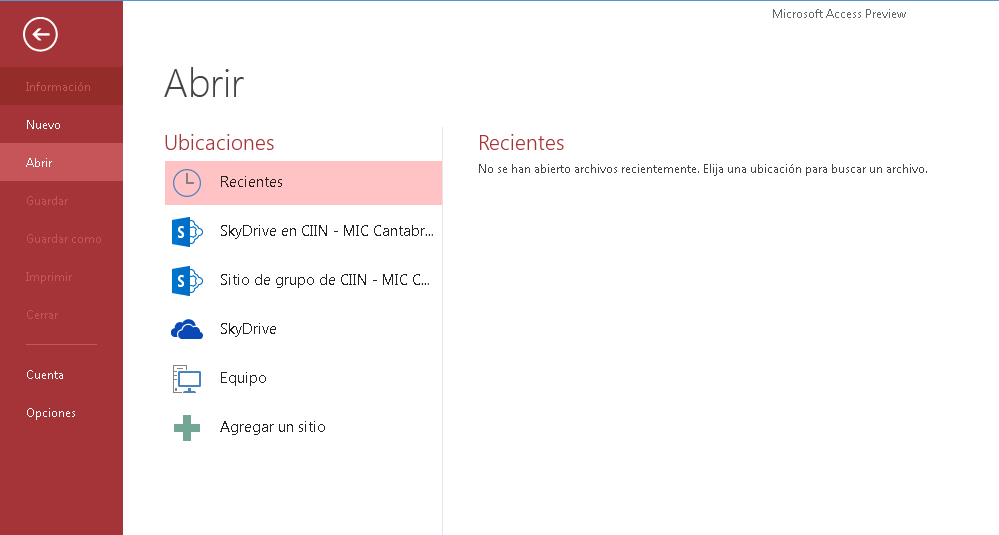 Microsoft Access Preview
Información
Nuevo
Abrir
Guardar
Guardar como
Imprimir
Cerrar
Cuenta
Opciones
Abrir
Ubicaciones
Recientes
SkyDrive en CIIN - MIC Cantabr...
Sitio de grupo de CIIN - MIC C...
SkyDrive
Equipo
Agregar un sitio
Recientes
No se han abierto archivos recientemente. Elija una ubicación para buscar un archivo.